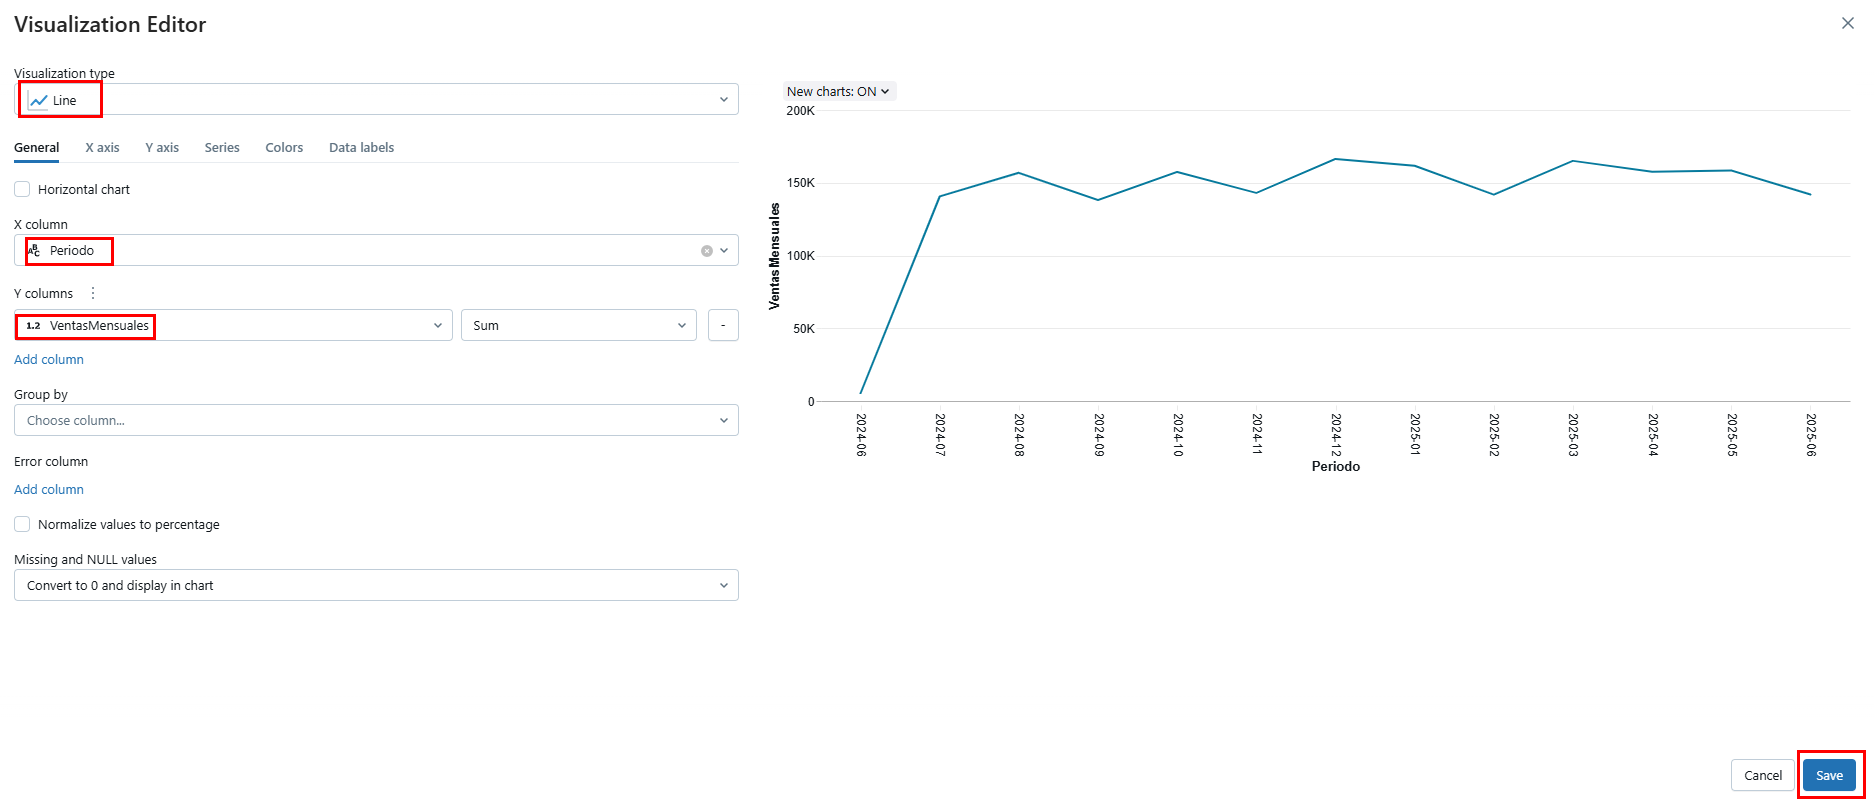 Visualization Editor
Visualization type
Line
General X axis Y axis Series Colors Data labels
Horizontal chart
X column
ABC Periodo
Y columns
1.2 VentasMensuales Sum -
Add column
Group by
Choose column...
Error column
Add column
Normalize values to percentage
Missing and NULL values
Convert to 0 and display in chart
New charts: ON
200K
150K
100K
50K
0
VentasMensuales
2024-06 2024-07 2024-08 2024-09 2024-10 2024-11 2024-12 2025-01 2025-02 2025-03 2025-04 2025-05 2025-06
Periodo
Cancel Save